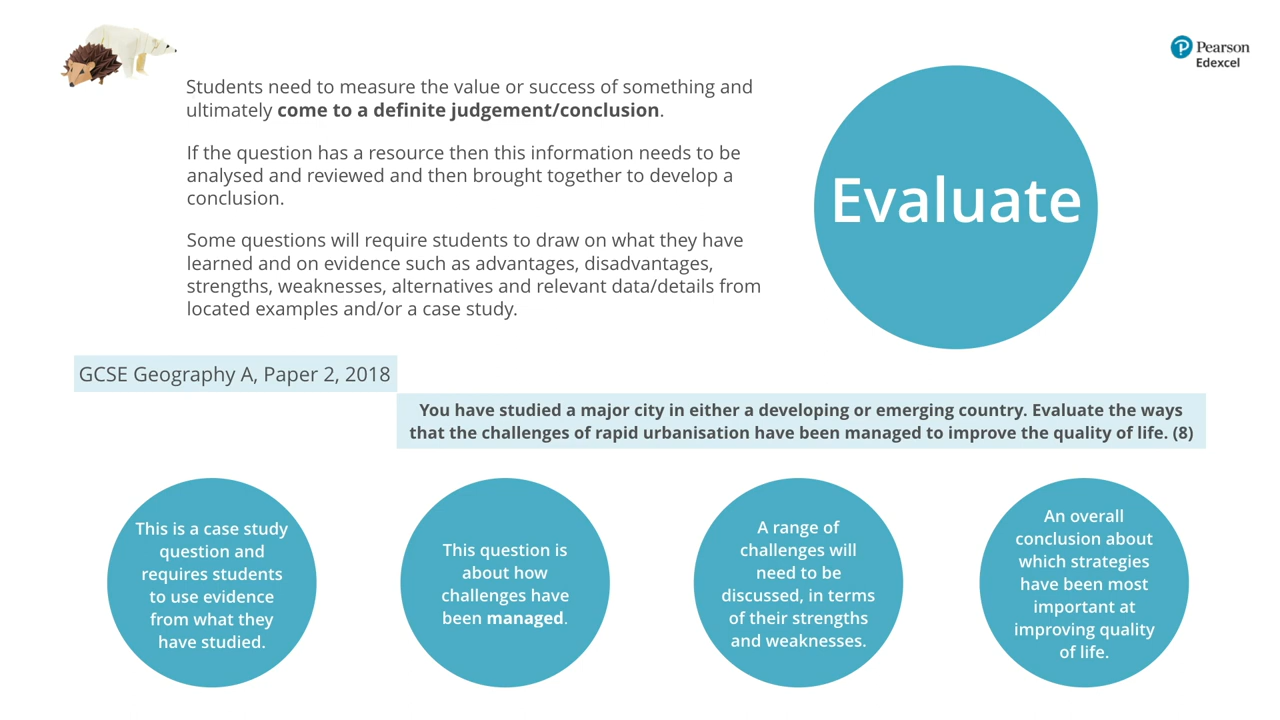 Pearson
Edexcel
Students need to measure the value or success of something and
ultimately come to a definite judgement/conclusion.
If the question has a resource then this information needs to be
analysed and reviewed and then brought together to develop a
conclusion.
Some questions will require students to draw on what they have
learned and on evidence such as advantages, disadvantages,
strengths, weaknesses, alternatives and relevant data/details from
located examples and/or a case study.
Evaluate
GCSE Geography A, Paper 2, 2018
You have studied a major city in either a developing or emerging country. Evaluate the ways
that the challenges of rapid urbanisation have been managed to improve the quality of life. (8)
This is a case study
question and
requires students
to use evidence
from what they
have studied.
This question is
about how
challenges have
been managed.
A range of
challenges will
need to be
discussed, in terms
of their strengths
and weaknesses.
An overall
conclusion about
which strategies
have been most
important at
improving quality
of life.